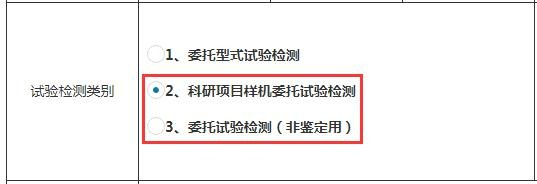 1、委托型式试验检测
试验检测类别
2、科研项目样机委托试验检测
3、委托试验检测（非鉴定用）